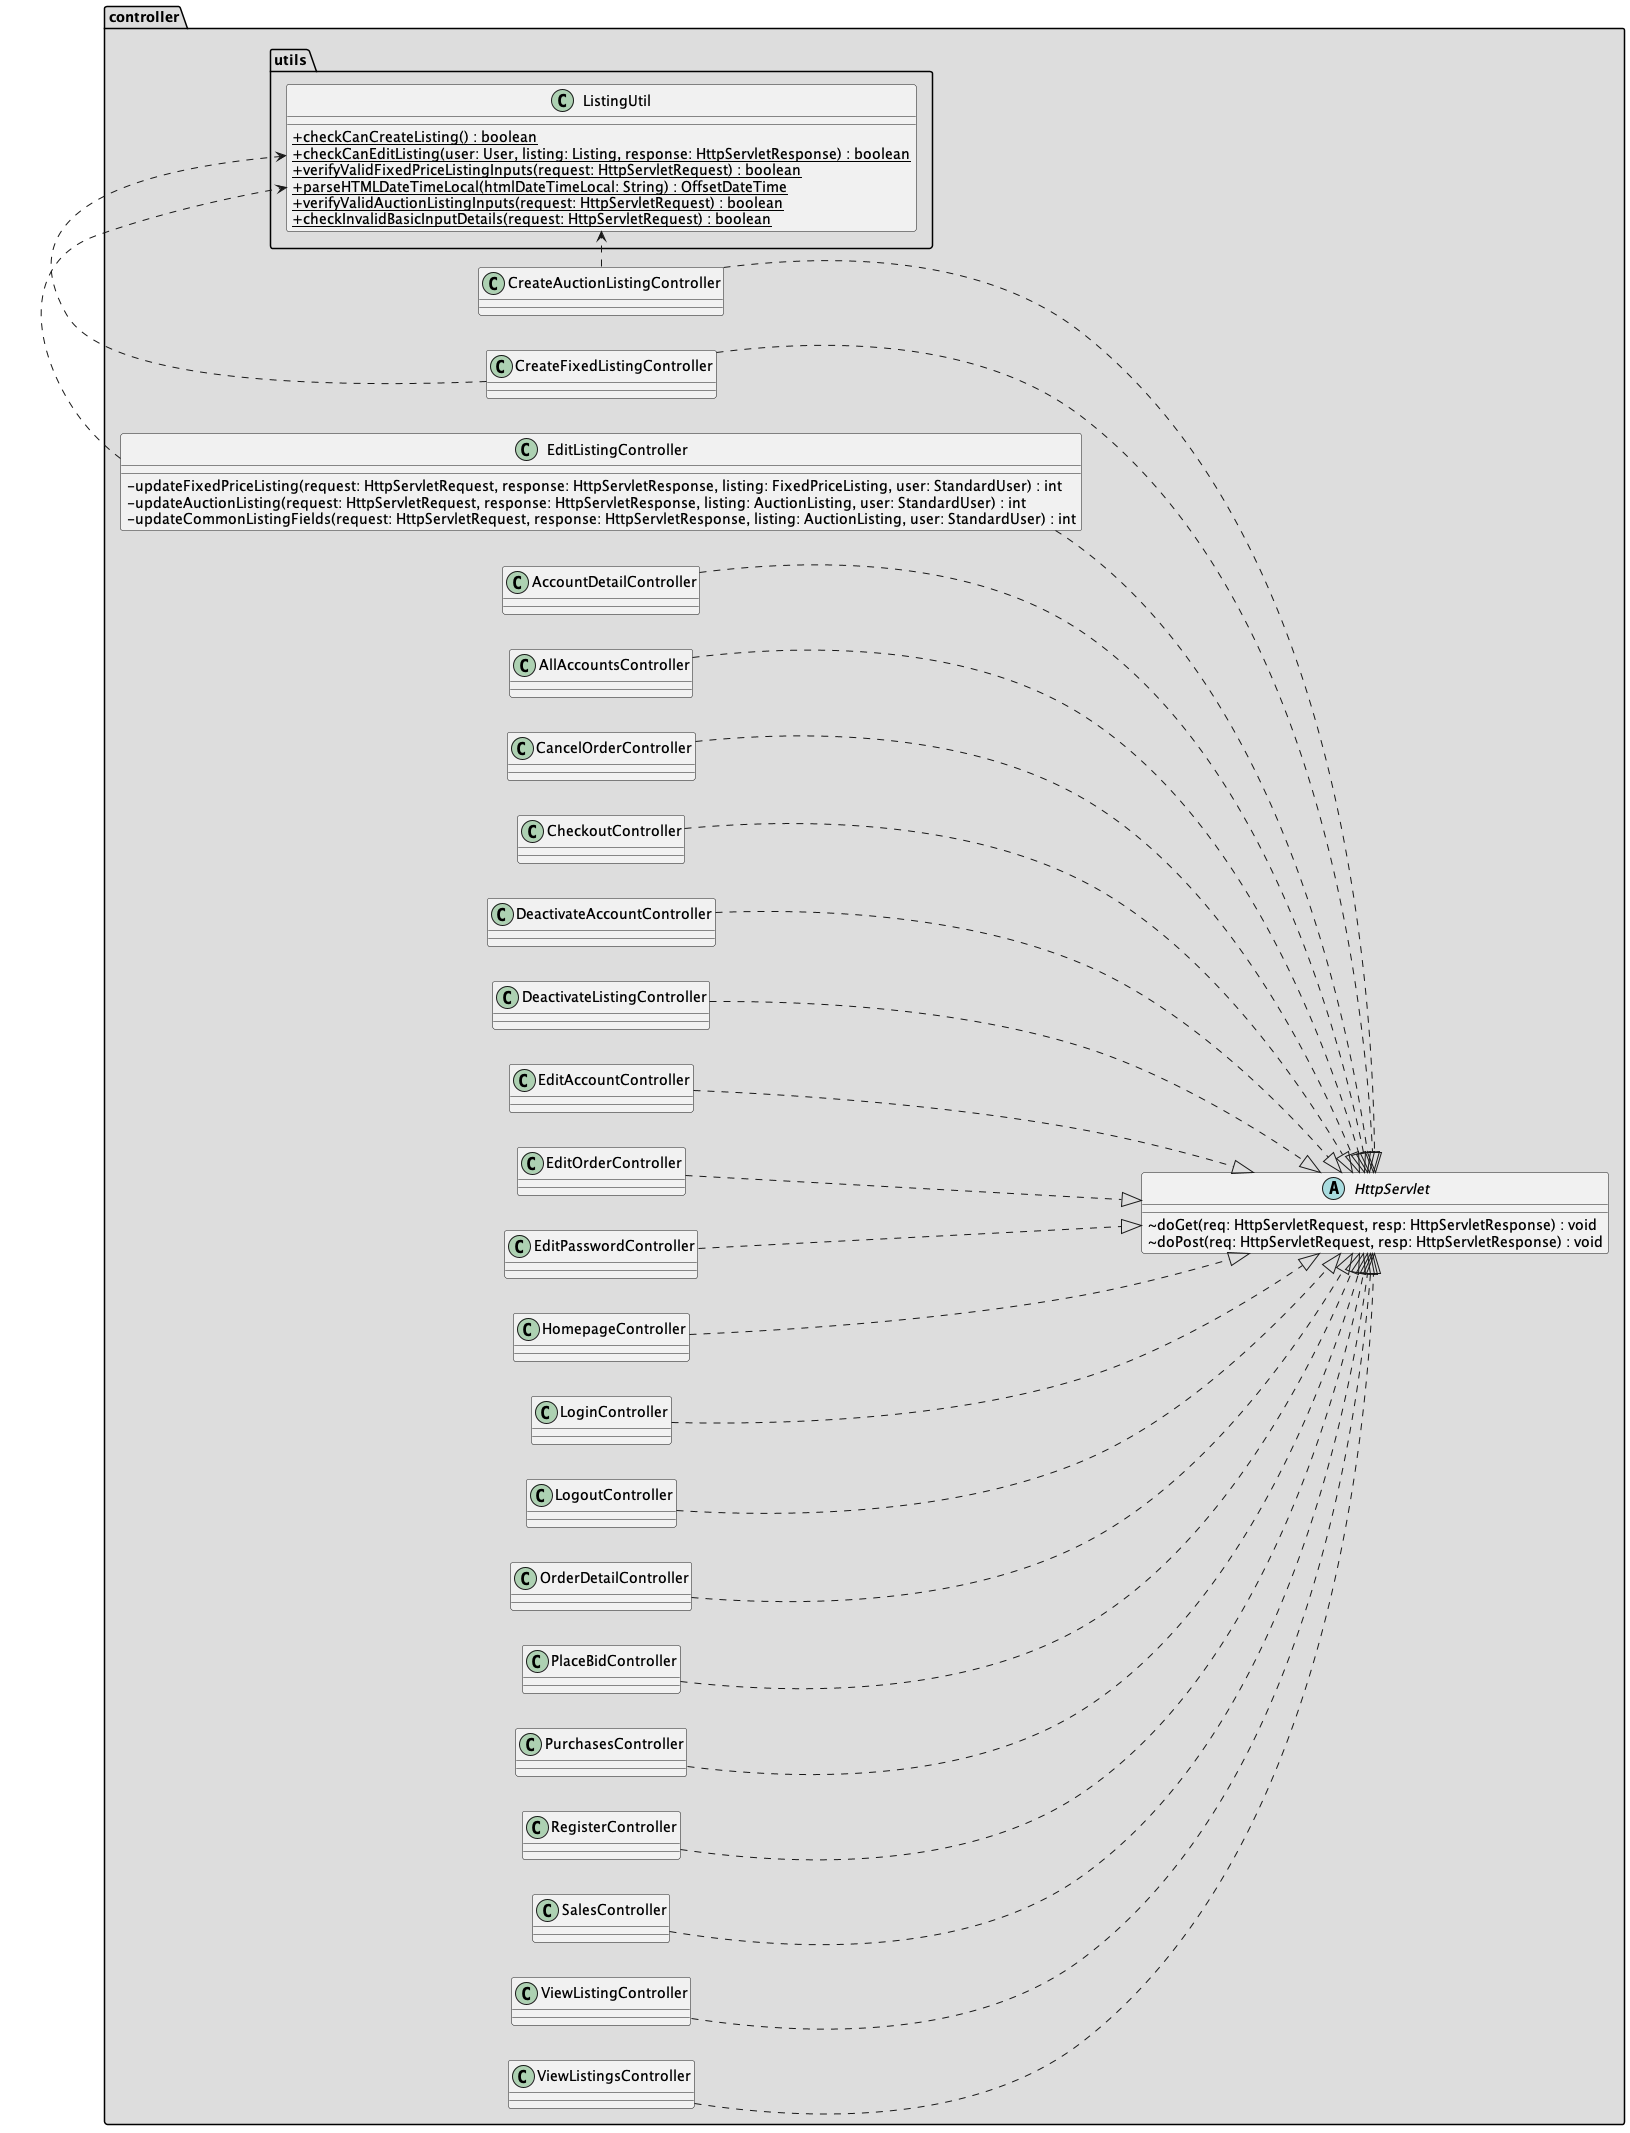 controller
utils
C ListingUtil
+checkCanCreateListing() : boolean
+checkCanEditListing(user: User, listing: Listing, response: HttpServletResponse) : boolean
+verifyValidFixedPriceListingInputs(request: HttpServletRequest) : boolean
+parseHTMLDateTimeLocal(htmlDateTimeLocal: String) : OffsetDateTime
+verifyValidAuctionListingInputs(request: HttpServletRequest) : boolean
+checkInvalidBasicInputDetails(request: HttpServletRequest) : boolean
C CreateAuctionListingController
C CreateFixedListingController
C EditListingController
-updateFixedPriceListing(request: HttpServletRequest, response: HttpServletResponse, listing: FixedPriceListing, user: StandardUser) : int
-updateAuctionListing(request: HttpServletRequest, response: HttpServletResponse, listing: AuctionListing, user: StandardUser) : int
-updateCommonListingFields(request: HttpServletRequest, response: HttpServletResponse, listing: AuctionListing, user: StandardUser) : int
C AccountDetailController
C AllAccountsController
C CancelOrderController
C CheckoutController
C DeactivateAccountController
C DeactivateListingController
C EditAccountController
C EditOrderController
A HttpServlet
~doGet(req: HttpServletRequest, resp: HttpServletResponse) : void
~doPost(req: HttpServletRequest, resp: HttpServletResponse) : void
C EditPasswordController
C HomepageController
C LoginController
C LogoutController
C OrderDetailController
C PlaceBidController
C PurchasesController
C RegisterController
C SalesController
C ViewListingController
C ViewListingsController